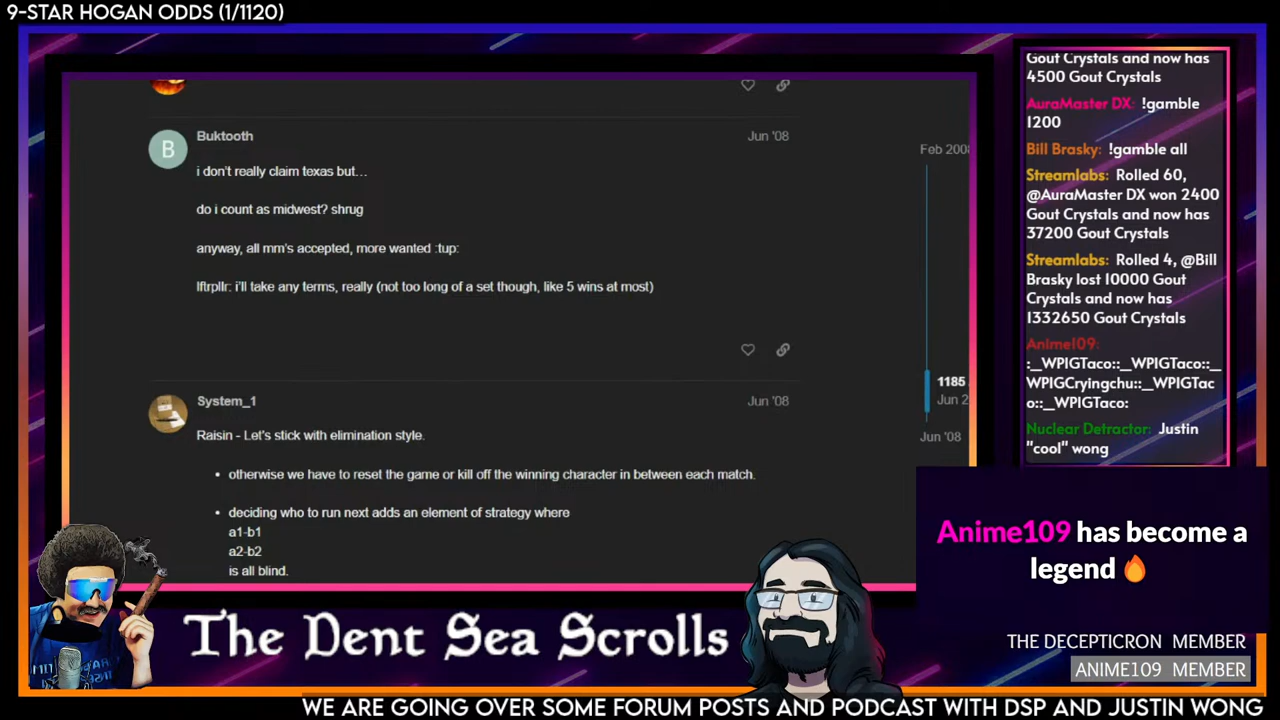 9-STAR HOGAN ODDS (1/1120)
Buktooth
Jun '08
B
i don't really claim texas but…
do i count as midwest? shrug
anyway, all mm's accepted, more wanted :tup:
lftrpllr: i'll take any terms, really (not too long of a set though, like 5 wins at most)
System_1
Jun '08
Raisin - Let's stick with elimination style.
• otherwise we have to reset the game or kill off the winning character in between each match.
• deciding who to run next adds an element of strategy where
a1-b1
a2-b2
is all blind.
Feb 2008
1185
Jun 2
Jun '08
Gout Crystals and now has
4500 Gout Crystals
AuraMaster DX: !gamble
1200
Bill Brasky: !gamble all
Streamlabs: Rolled 60,
@AuraMaster DX won 2400
Gout Crystals and now has
37200 Gout Crystals
Streamlabs: Rolled 4, @Bill
Brasky lost 10000 Gout
Crystals and now has
1332650 Gout Crystals
Anime109:
:__WPIGTaco::__WPIGTaco::__
WPIGCryingchu::__WPIGTac
o::__WPIGTaco:
Nuclear Detractor: Justin
"cool" wong
Anime109 has become a
legend 🔥
THE DECEPTICRON MEMBER
ANIME109 MEMBER
The Dent Sea Scrolls
WE ARE GOING OVER SOME FORUM POSTS AND PODCAST WITH DSP AND JUSTIN WONG